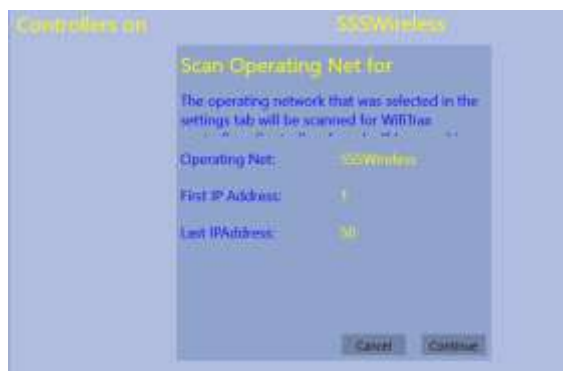 Controllers on SSSWireless
Scan Operating Net for
The operating network that was selected in the
settings tab will be scanned for WifiTrax
Operating Net: SSSWireless
First IP Address: 1
Last IPAddress: 50
Cancel Continue